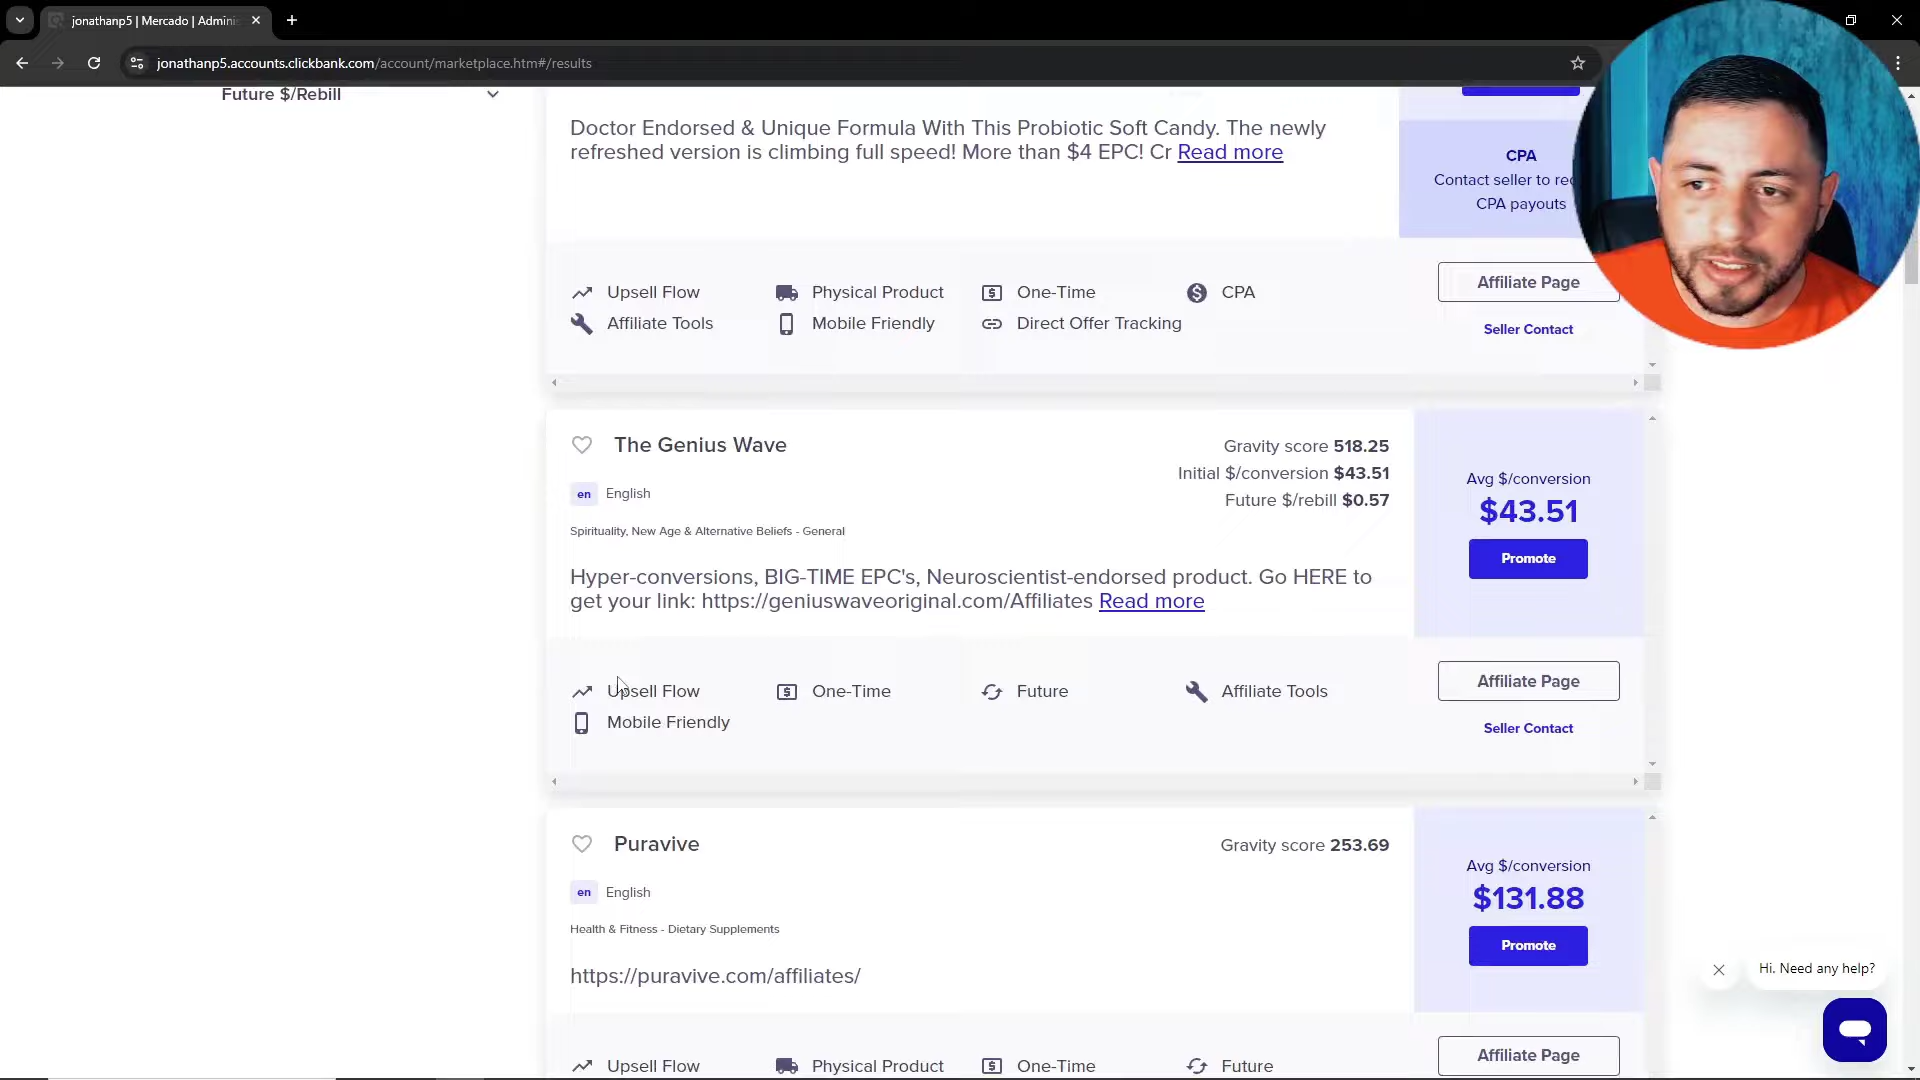 jonathanp5 | Mercado | Adminis
jonathanp5.accounts.clickbank.com/account/marketplace.htm#/results
Future $/Rebill
Doctor Endorsed & Unique Formula With This Probiotic Soft Candy. The newly
refreshed version is climbing full speed! More than $4 EPC! Cr Read more
CPA
Contact seller to re
CPA payouts
Upsell Flow
Physical Product
One-Time
CPA
Affiliate Tools
Mobile Friendly
Direct Offer Tracking
Affiliate Page
Seller Contact
The Genius Wave
Gravity score 518.25
Initial $/conversion $43.51
Future $/rebill $0.57
en English
Spirituality, New Age & Alternative Beliefs - General
Hyper-conversions, BIG-TIME EPC's, Neuroscientist-endorsed product. Go HERE to
get your link: https://geniuswaveoriginal.com/Affiliates Read more
Avg $/conversion
$43.51
Promote
Upsell Flow
One-Time
Future
Affiliate Tools
Mobile Friendly
Affiliate Page
Seller Contact
Puravive
Gravity score 253.69
en English
Health & Fitness - Dietary Supplements
https://puravive.com/affiliates/
Avg $/conversion
$131.88
Promote
Upsell Flow
Physical Product
One-Time
Future
Affiliate Page
Hi. Need any help?